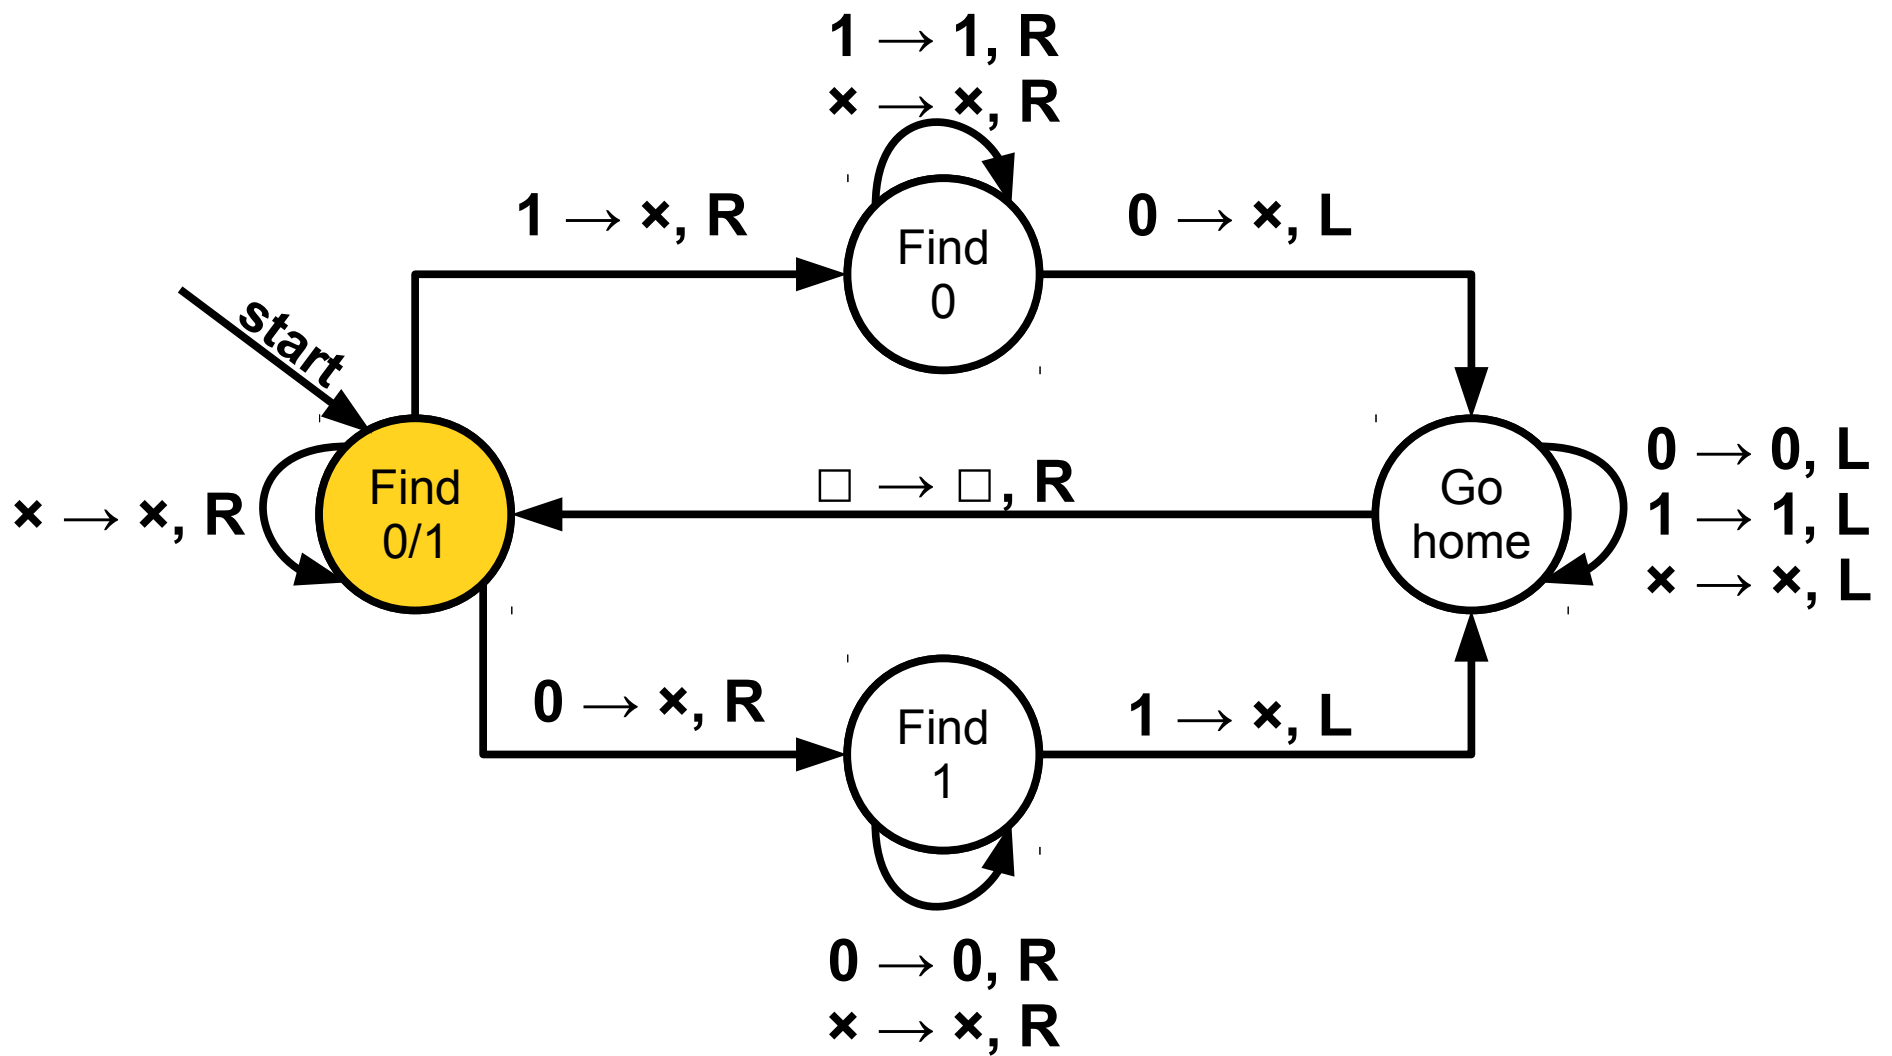 1 → 1, R
× → ×, R
1 → ×, R
Find
0
0 → ×, L
start
Find
0/1
× → ×, R
□ → □, R
Go
home
0 → 0, L
1 → 1, L
× → ×, L
0 → ×, R
Find
1
1 → ×, L
0 → 0, R
× → ×, R